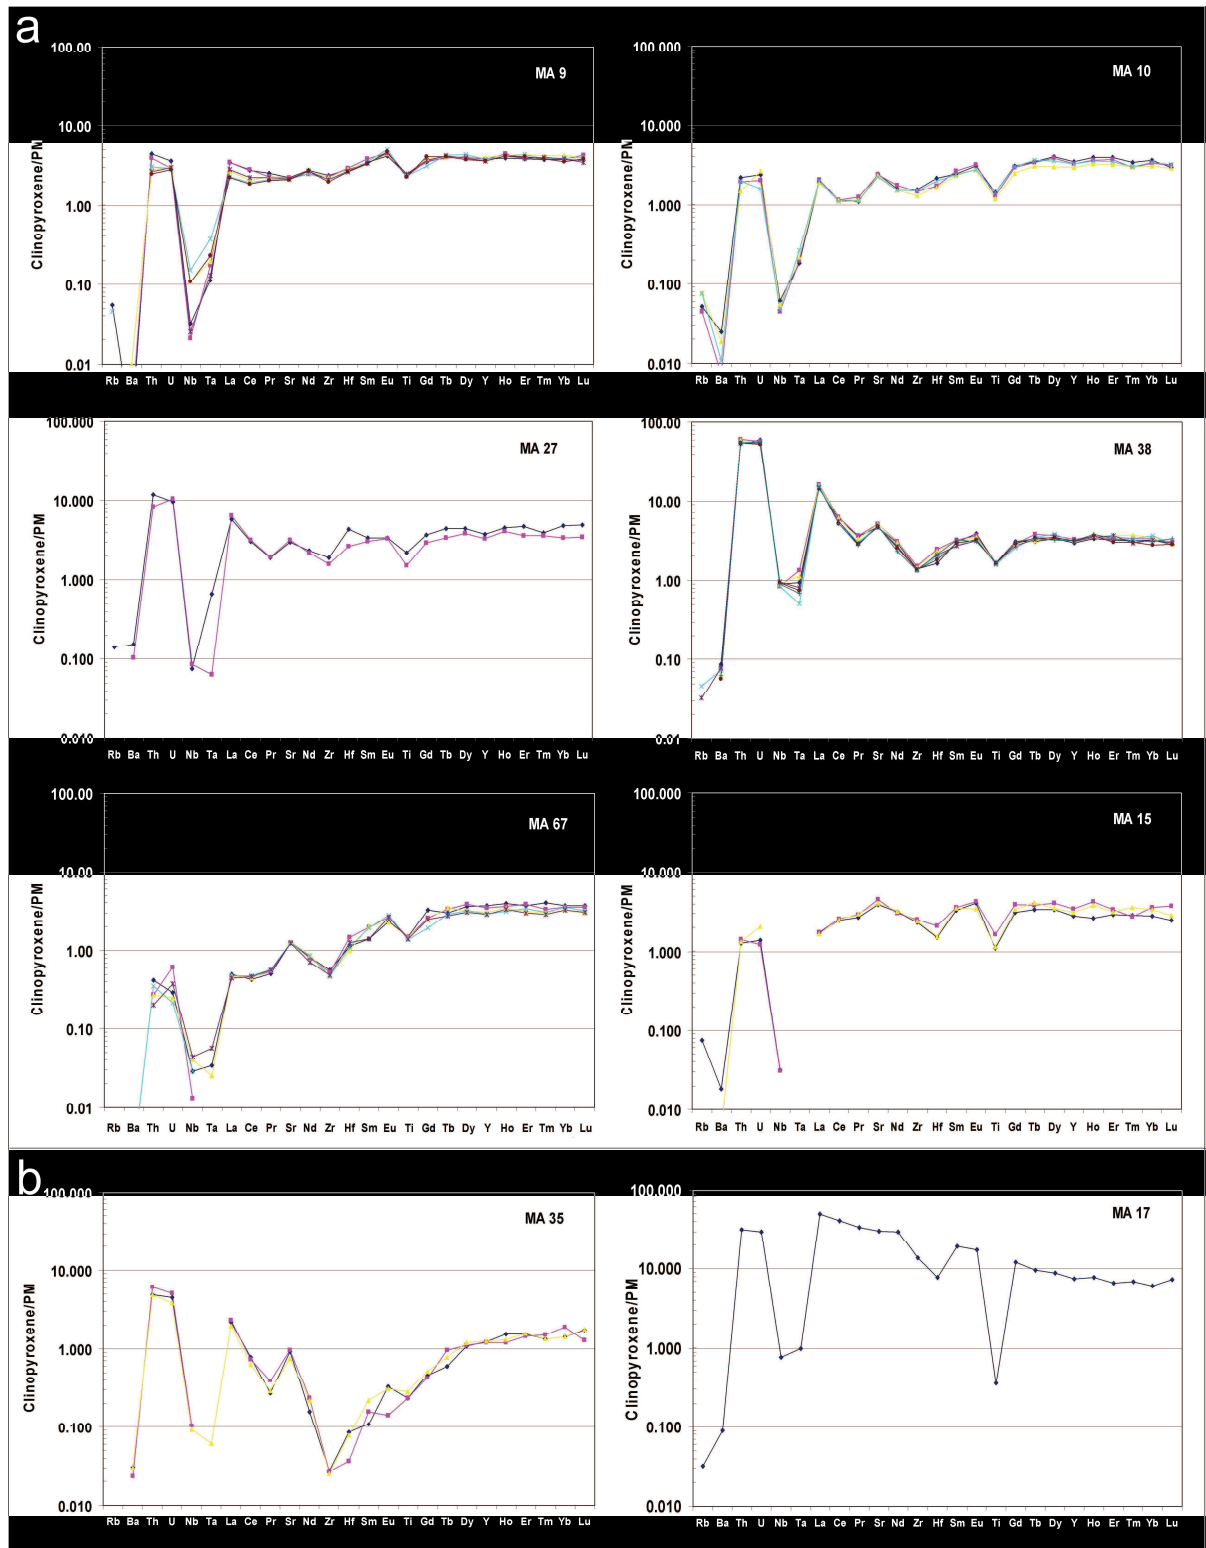 a
MA 9
Clinopyroxene/PM
100.00
10.00
1.00
0.10
0.01
Rb Ba Th U Nb Ta La Ce Pr Sr Nd Zr Hf Sm Eu Ti Gd Tb Dy Y Ho Er Tm Yb Lu
MA 10
Clinopyroxene/PM
100.000
10.000
1.000
0.100
0.010
Rb Ba Th U Nb Ta La Ce Pr Sr Nd Zr Hf Sm Eu Ti Gd Tb Dy Y Ho Er Tm Yb Lu
MA 27
Clinopyroxene/PM
100.000
10.000
1.000
0.100
0.010
Rb Ba Th U Nb Ta La Ce Pr Sr Nd Zr Hf Sm Eu Ti Gd Tb Dy Y Ho Er Tm Yb Lu
MA 38
Clinopyroxene/PM
100.00
10.00
1.00
0.10
0.01
Rb Ba Th U Nb Ta La Ce Pr Sr Nd Zr Hf Sm Eu Ti Gd Tb Dy Y Ho Er Tm Yb Lu
MA 67
Clinopyroxene/PM
100.00
10.00
1.00
0.10
0.01
Rb Ba Th U Nb Ta La Ce Pr Sr Nd Zr Hf Sm Eu Ti Gd Tb Dy Y Ho Er Tm Yb Lu
MA 15
Clinopyroxene/PM
100.000
10.000
1.000
0.100
0.010
Rb Ba Th U Nb Ta La Ce Pr Sr Nd Zr Hf Sm Eu Ti Gd Tb Dy Y Ho Er Tm Yb Lu
b
MA 35
Clinopyroxene/PM
100.000
10.000
1.000
0.100
0.010
Rb Ba Th U Nb Ta La Ce Pr Sr Nd Zr Hf Sm Eu Ti Gd Tb Dy Y Ho Er Tm Yb Lu
MA 17
Clinopyroxene/PM
100.000
10.000
1.000
0.100
0.010
Rb Ba Th U Nb Ta La Ce Pr Sr Nd Zr Hf Sm Eu Ti Gd Tb Dy Y Ho Er Tm Yb Lu